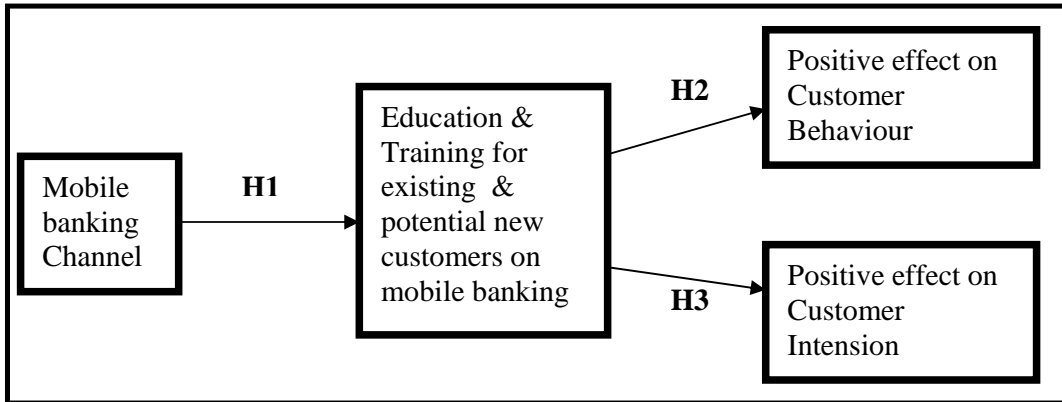 Mobile
banking
Channel
H1
Education &
Training for
existing &
potential new
customers on
mobile banking
H2
Positive effect on
Customer
Behaviour
H3
Positive effect on
Customer
Intension